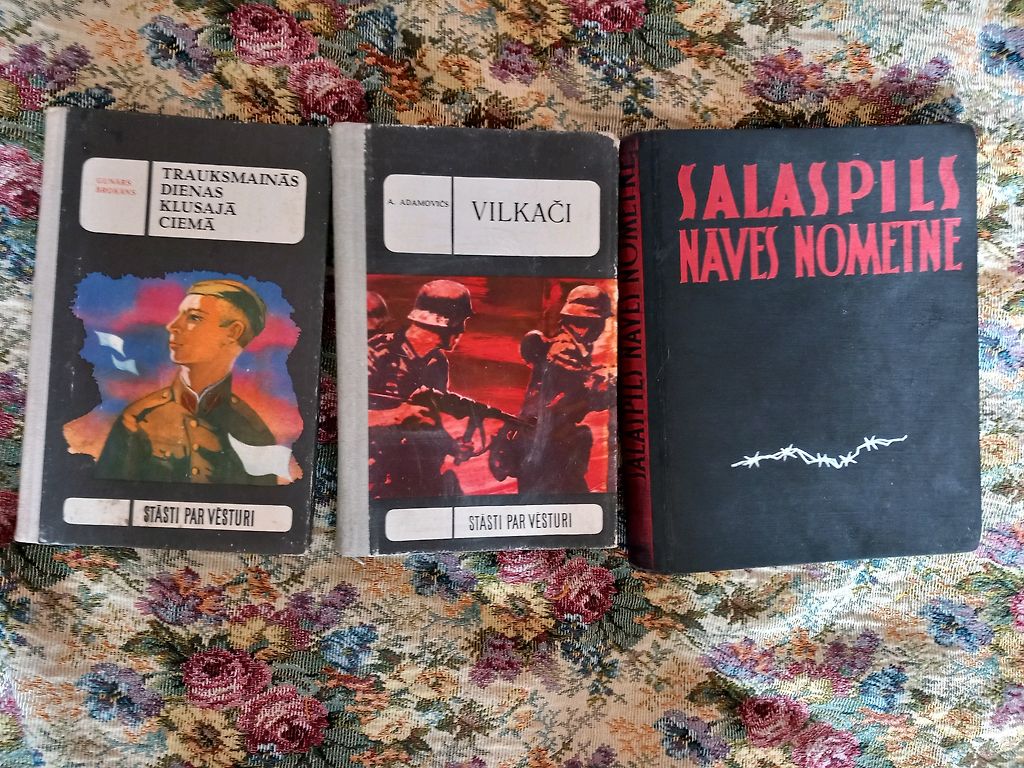 GUNĀRS
BROKĀNS
TRAUKSMAINĀS
DIENAS
KLUSAJĀ
CIEMĀ
STĀSTI PAR VĒSTURI
A. ADAMOVIČS
VILKAČI
STĀSTI PAR VĒSTURI
SALASPILS NĀVES NOMETNE
SALASPILS
NĀVES NOMETNE